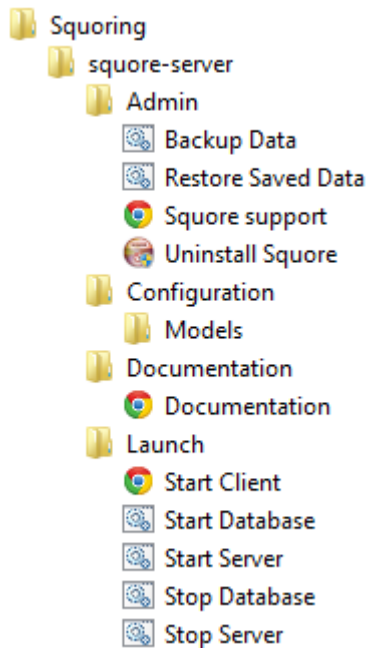 Squoring
squore-server
Admin
Backup Data
Restore Saved Data
Squore support
Uninstall Squore
Configuration
Models
Documentation
Documentation
Launch
Start Client
Start Database
Start Server
Stop Database
Stop Server